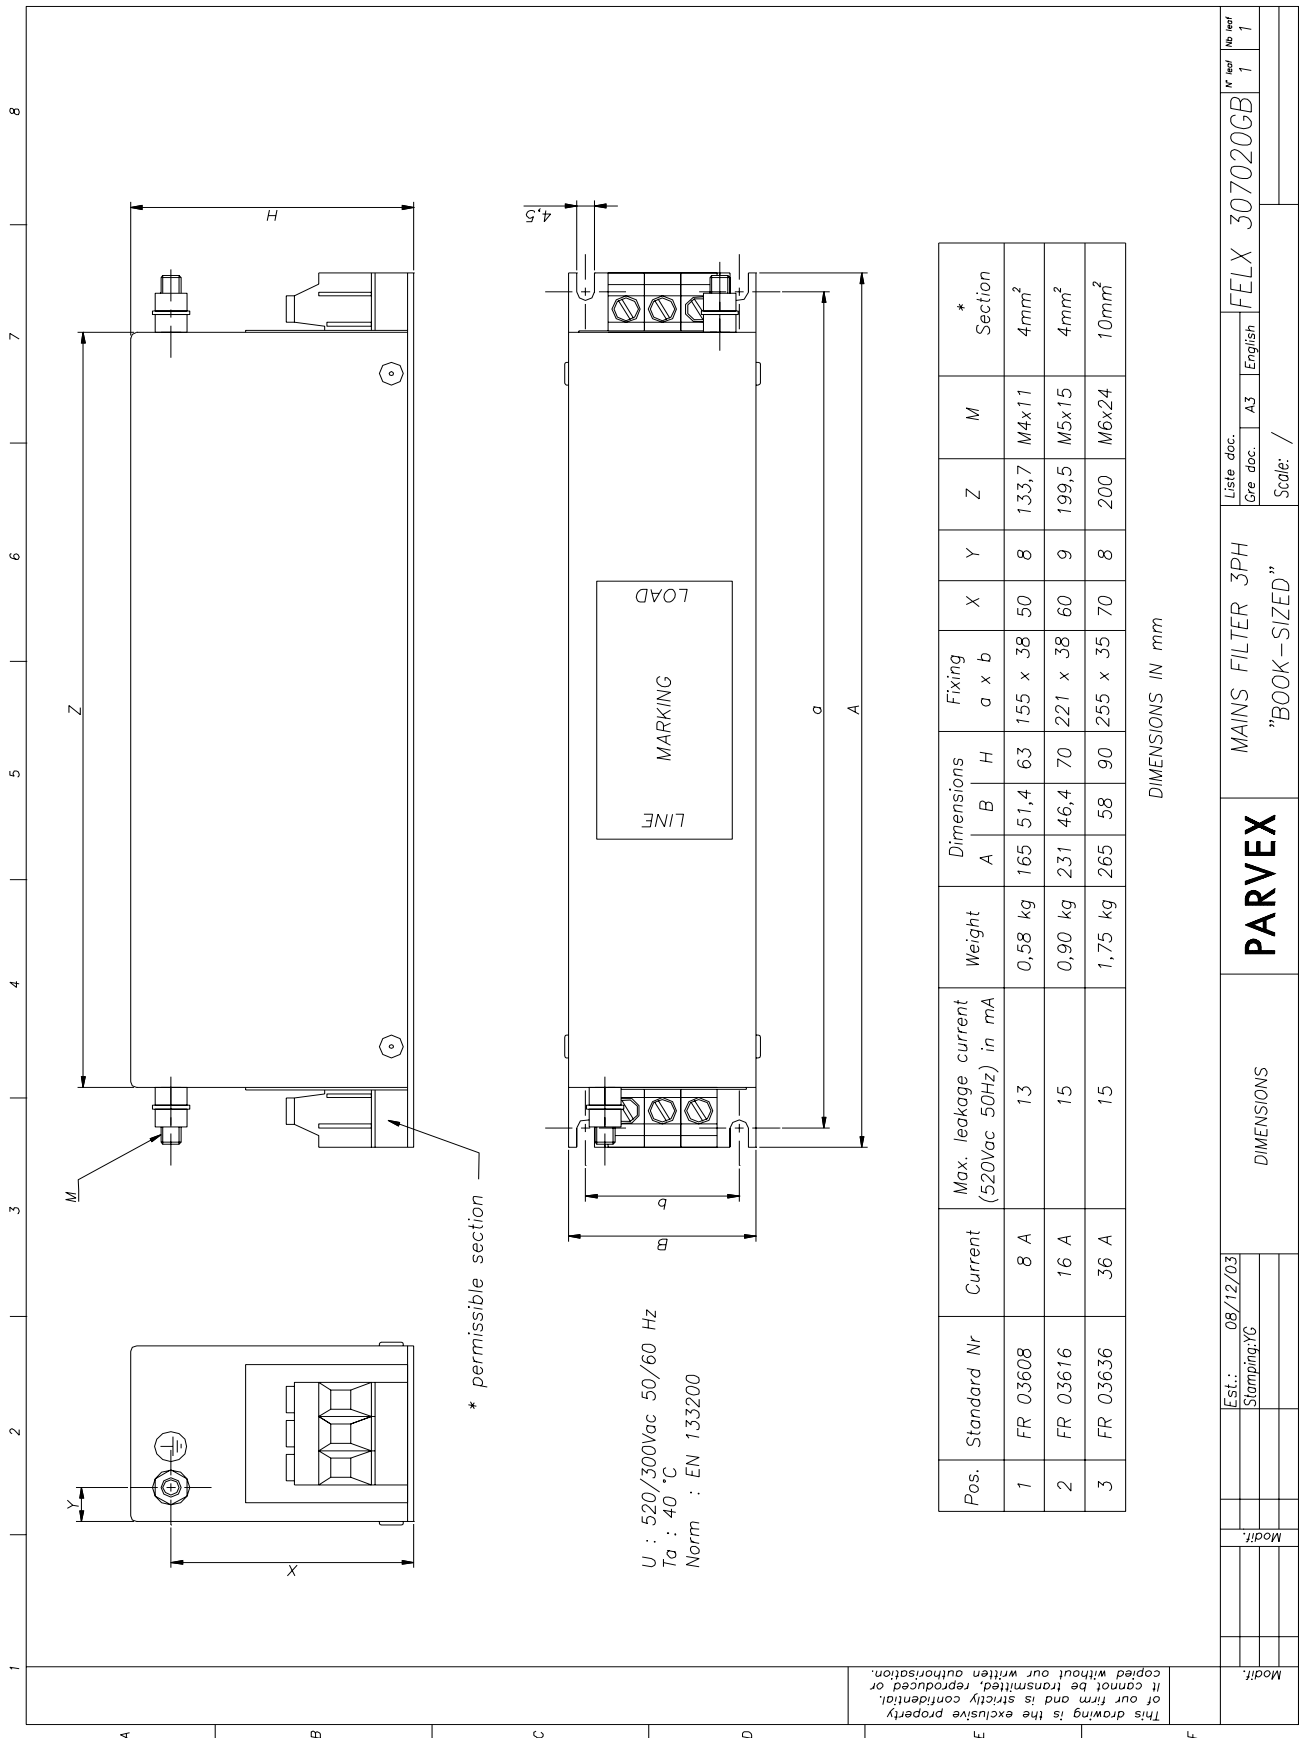 1 2 3 4 5 6 7 8
A
B
C
D
E
F
M
Z
H
Y
X
* permissible section
4,5
LINE
MARKING
LOAD
b
B
a
A
U : 520/300Vac 50/60 Hz
Ta : 40 °C
Norm : EN 133200
Pos. Standard Nr Current Max. leakage current (520Vac 50Hz) in mA Weight Dimensions A B H Fixing a x b X Y Z M * Section
1 FR 03608 8 A 13 0,58 kg 165 51,4 63 155 x 38 50 8 133,7 M4x11 4mm²
2 FR 03616 16 A 15 0,90 kg 231 46,4 70 221 x 38 60 9 199,5 M5x15 4mm²
3 FR 03636 36 A 15 1,75 kg 265 58 90 255 x 35 70 8 200 M6x24 10mm²
DIMENSIONS IN mm
This drawing is the exclusive property
of our firm and is strictly confidential.
It cannot be transmitted, reproduced or
copied without our written authorisation.
Modif.
Modif.
Est.: 08/12/03
Stamping:YG
DIMENSIONS
PARVEX
MAINS FILTER 3PH
"BOOK-SIZED"
Liste doc.
Gre doc. A3 English
Scale: /
FELX 307020GB
N° leaf
1
Nb leaf
1